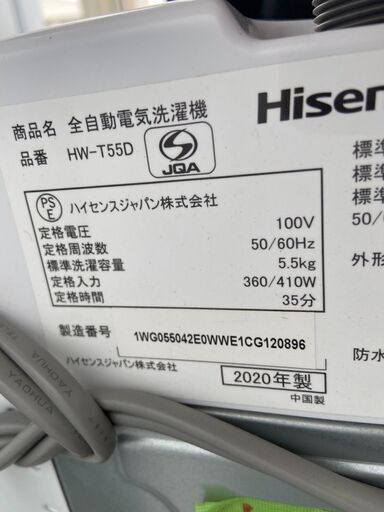 商品名 全自動電気洗濯機
Hisen
品番 HW-T55D
JQA
標準
標準
標準
50/6
外形
PS
E
ハイセンスジャパン株式会社
定格電圧 100V
定格周波数 50/60Hz
標準洗濯容量 5.5kg
定格入力 360/410W
定格時間 35分
製造番号 1WG055042E0WWE1CG120896
ハイセンスジャパン株式会社
2020年製
中国製
防水
YAOHUA